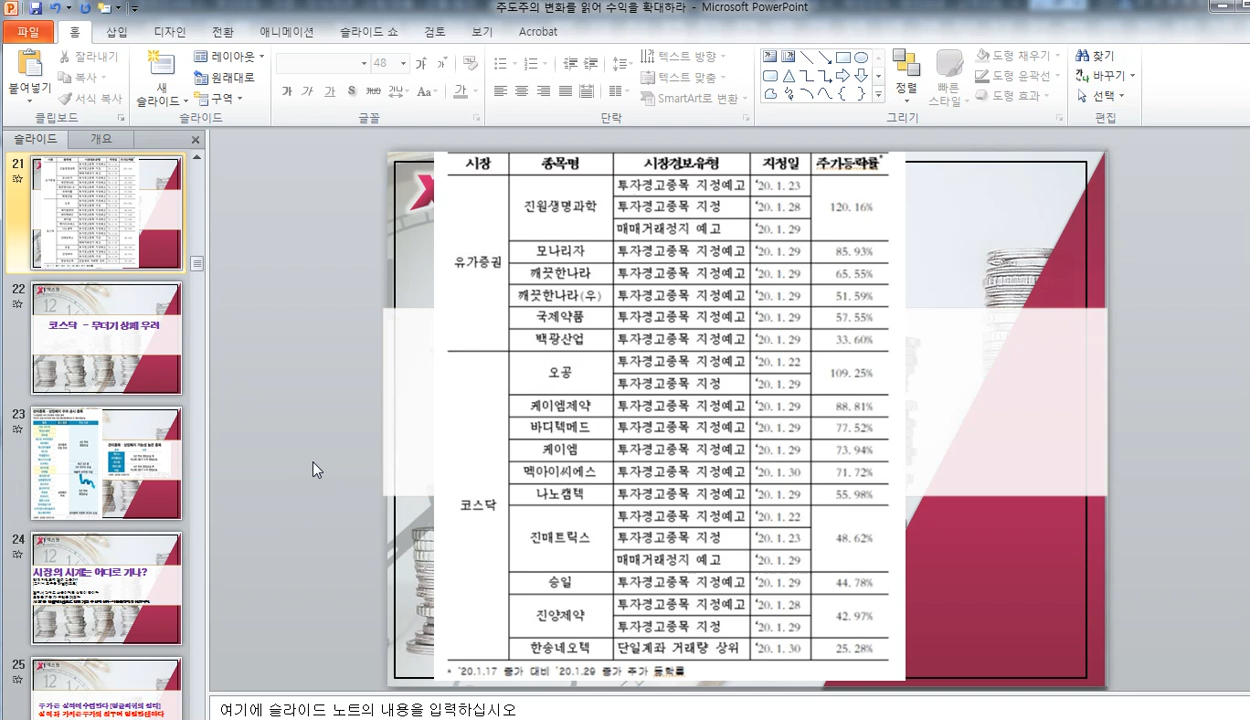 주도주의 변화를 읽어 수익을 확대하라 - Microsoft PowerPoint
파일 홈 삽입 디자인 전환 애니메이션 슬라이드 쇼 검토 보기 Acrobat
붙여넣기
잘라내기
복사
서식 복사
클립보드
새 슬라이드
레이아웃
원래대로
구역
슬라이드
48
가 가 가 S abc 가나 Aa 가
글꼴
텍스트 방향
텍스트 맞춤
SmartArt로 변환
단락
정렬
빠른 스타일
도형 채우기
도형 윤곽선
도형 효과
그리기
찾기
바꾸기
선택
편집
슬라이드 개요
21
22
코스닥 - 무더기 상폐 우려
23
24
시장의 시계는 어디로 가나?
25
시장 종목명 시장경보유형 지정일 주가등락률*
유가증권
진원생명과학 투자경고종목 지정예고 '20. 1. 23 120. 16%
투자경고종목 지정 '20. 1. 28
매매거래정지 예고 '20. 1. 29
모나리자 투자경고종목 지정예고 '20. 1. 29 85. 93%
깨끗한나라 투자경고종목 지정예고 '20. 1. 29 65. 55%
깨끗한나라(우) 투자경고종목 지정예고 '20. 1. 29 51. 59%
국제약품 투자경고종목 지정예고 '20. 1. 29 57. 55%
백광산업 투자경고종목 지정예고 '20. 1. 29 33. 60%
코스닥
오공 투자경고종목 지정예고 '20. 1. 22 109. 25%
투자경고종목 지정 '20. 1. 29
케이엠제약 투자경고종목 지정예고 '20. 1. 29 88. 81%
바디텍메드 투자경고종목 지정예고 '20. 1. 29 77. 52%
케이엠 투자경고종목 지정예고 '20. 1. 29 73. 94%
멕아이씨에스 투자경고종목 지정예고 '20. 1. 30 71. 72%
나노캠텍 투자경고종목 지정예고 '20. 1. 29 55. 98%
진매트릭스 투자경고종목 지정예고 '20. 1. 22 48. 62%
투자경고종목 지정 '20. 1. 23
매매거래정지 예고 '20. 1. 29
승일 투자경고종목 지정예고 '20. 1. 29 44. 78%
진양제약 투자경고종목 지정예고 '20. 1. 28 42. 97%
투자경고종목 지정 '20. 1. 29
한송네오텍 단일계좌 거래량 상위 '20. 1. 30 25. 28%
* '20.1.17 종가 대비 '20.1.29 종가 주가 등락률
여기에 슬라이드 노트의 내용을 입력하십시오